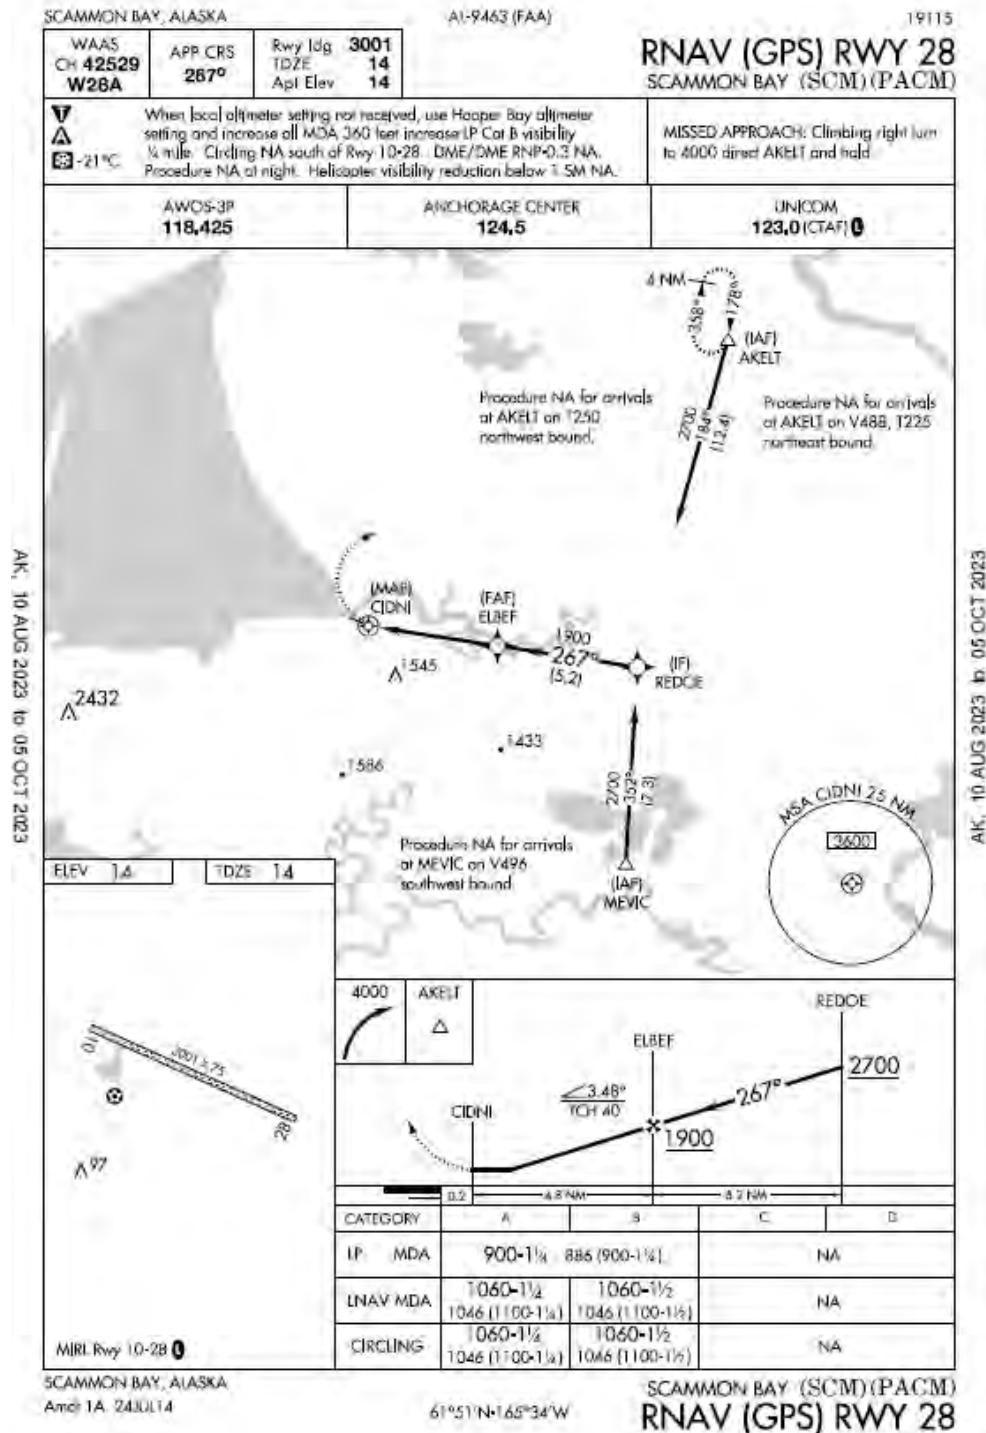 SCAMMON BAY, ALASKA
AL-9463 (FAA)
19115
WAAS
CH 42529
W28A
APP CRS
267°
Rwy ldg 3001
TDZE 14
Apt Elev 14
RNAV (GPS) RWY 28
SCAMMON BAY (SCM)(PACM)
T
A
-21°C
When local altimeter setting not received, use Hooper Bay altimeter
setting and increase all MDA 360 feet increase LP Cat B visibility
¼ mile. Circling NA south of Rwy 10-28. DME/DME RNP-0.3 NA.
Procedure NA at night. Helicopter visibility reduction below 1 SM NA.
MISSED APPROACH: Climbing right turn
to 4000 direct AKELT and hold.
AWOS-3P
118.425
ANCHORAGE CENTER
124.5
UNICOM
123.0 (CTAF) L
4 NM
358°
178°
(IAF)
AKELT
2700
184°
(12.4)
Procedure NA for arrivals
at AKELT on T250
northwest bound.
Procedure NA for arrivals
at AKELT on V488, T225
northeast bound.
(MAP)
CIDNI
(FAF)
ELBEF
1900
267°
(5.2)
(IF)
REDOE
1545
2432
1433
1586
2700
352°
(7.3)
(IAF)
MEVIC
Procedure NA for arrivals
at MEVIC on V496
southwest bound.
MSA CIDNI 25 NM
3600
ELEV 14
TDZE 14
10
3001 X 75
28
97
MIRL Rwy 10-28 L
4000
AKELT
REDOE
ELBEF
CIDNI
3.48°
TCH 40
267°
2700
1900
0.2
4.8 NM
5.2 NM
CATEGORY A B C D
LP MDA 900-1¼ 886 (900-1¼) NA
LNAV MDA 1060-1¼ 1060-1½ NA
1046 (1100-1¼) 1046 (1100-1½)
CIRCLING 1060-1¼ 1060-1½ NA
1046 (1100-1¼) 1046 (1100-1½)
SCAMMON BAY, ALASKA
Amdt 1A 24JUL14
61°51'N-165°34'W
SCAMMON BAY (SCM)(PACM)
RNAV (GPS) RWY 28
AK, 10 AUG 2023 to 05 OCT 2023
AK, 10 AUG 2023 to 05 OCT 2023